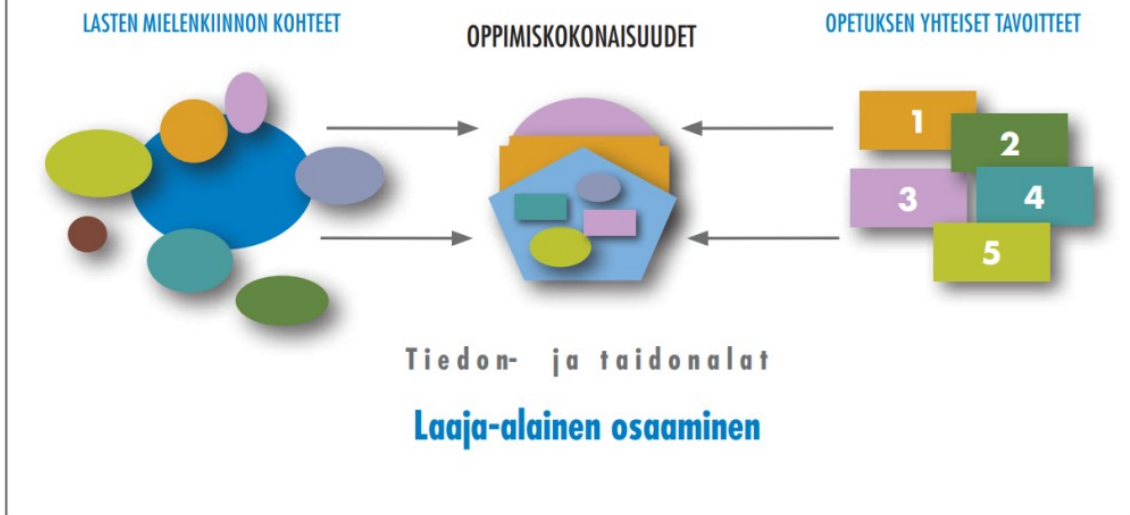 LASTEN MIELENKIINNON KOHTEET
OPPIMISKOKONAISUUDET
OPETUKSEN YHTEISET TAVOITTEET
1
2
3
4
5
Tiedon- ja taidonalat
Laaja-alainen osaaminen